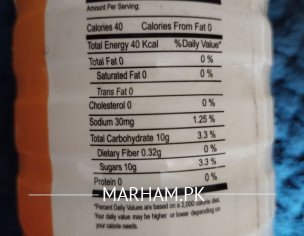 Amount Per Serving:
Calories 40 Calories From Fat 0
Total Energy 40 Kcal %Daily Value*
Total Fat 0 0 %
Saturated Fat 0 0 %
Trans Fat 0
Cholesterol 0 0 %
Sodium 30mg 1.25 %
Total Carbohydrate 10g 3.3 %
Dietary Fiber 0.32g 0 %
Sugars 10g 3.3 %
Protein 0 0 %
MARHAM.PK
*Percent Daily Values are based on a 2,000 calorie diet.
Your daily value may be higher or lower depending on
your calorie needs.